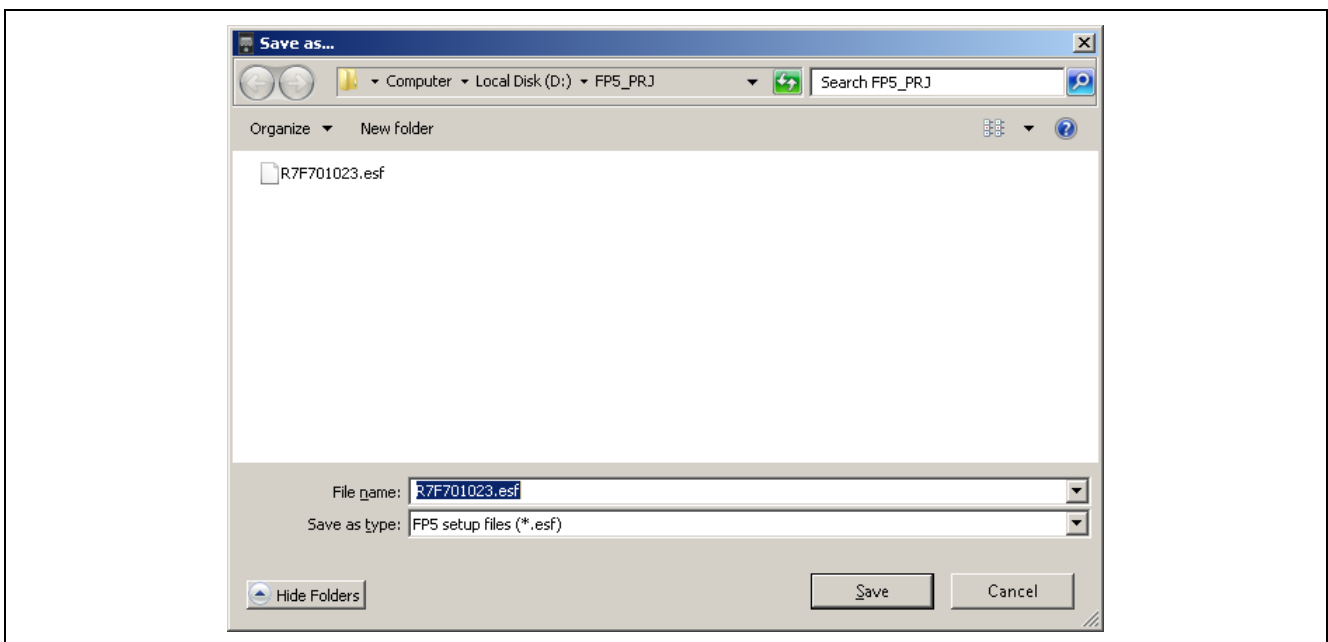 Save as...
Computer Local Disk (D:) FP5_PRJ Search FP5_PRJ
Organize New folder
R7F701023.esf
File name: R7F701023.esf
Save as type: FP5 setup files (*.esf)
Hide Folders Save Cancel